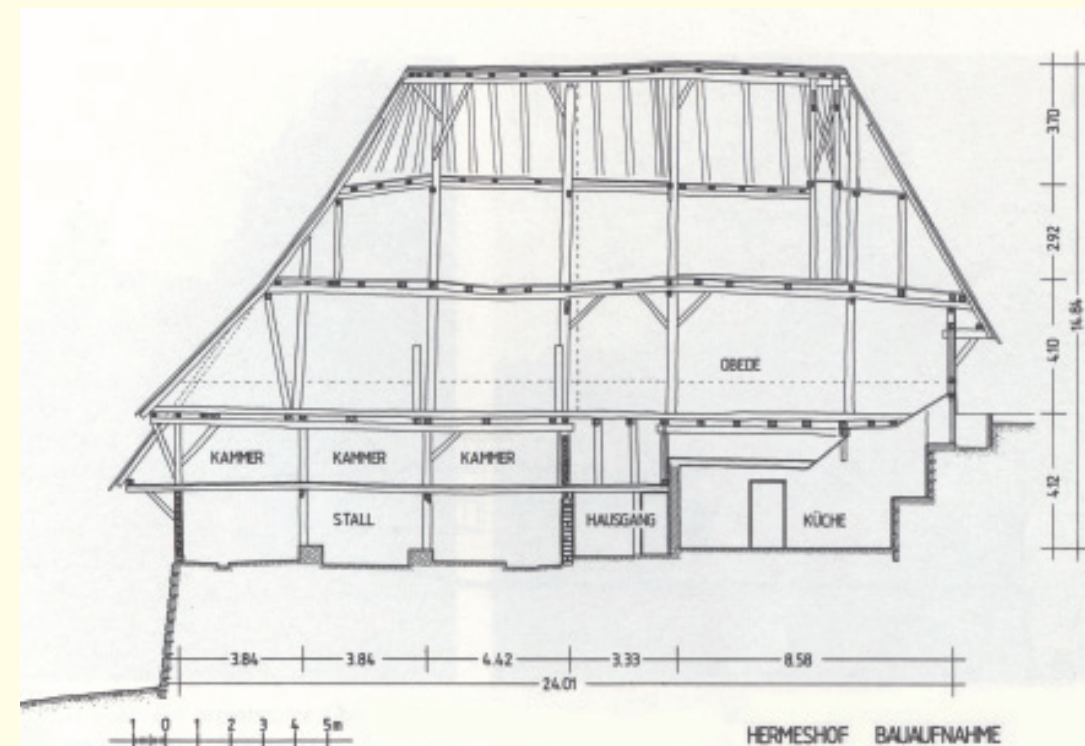 3.70
2.92
4.10
4.12
14.84
OBEDE
KAMMER KAMMER KAMMER
STALL HAUSGANG KÜCHE
3.84 3.84 4.42 3.33 8.58
24.01
1 0 1 2 3 4 5m
HERMESHOF BAUAUFNAHME